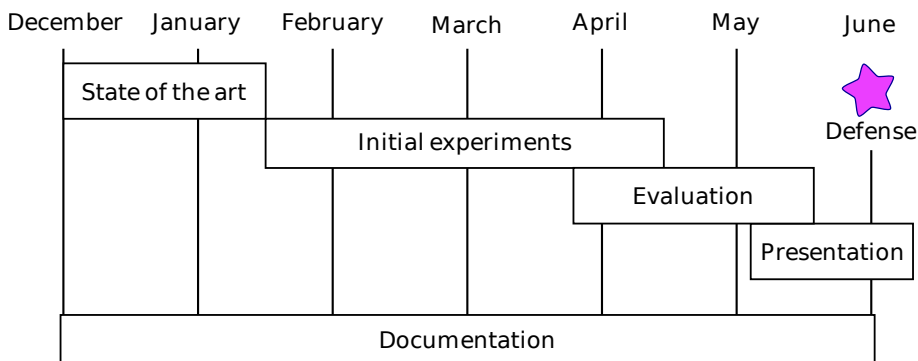 December January February March April May June
State of the art
Initial experiments
Defense
Evaluation
Presentation
Documentation